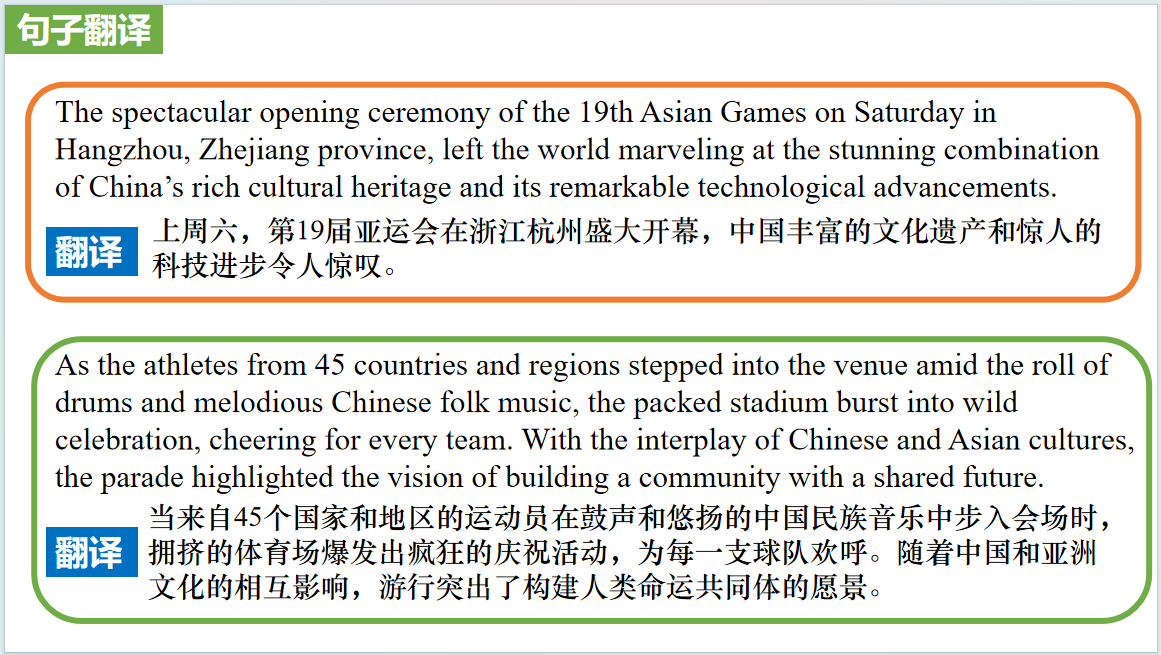 句子翻译
The spectacular opening ceremony of the 19th Asian Games on Saturday in
Hangzhou, Zhejiang province, left the world marveling at the stunning combination
of China’s rich cultural heritage and its remarkable technological advancements.
翻译
上周六，第19届亚运会在浙江杭州盛大开幕，中国丰富的文化遗产和惊人的
科技进步令人惊叹。
As the athletes from 45 countries and regions stepped into the venue amid the roll of
drums and melodious Chinese folk music, the packed stadium burst into wild
celebration, cheering for every team. With the interplay of Chinese and Asian cultures,
the parade highlighted the vision of building a community with a shared future.
翻译
当来自45个国家和地区的运动员在鼓声和悠扬的中国民族音乐中步入会场时，
拥挤的体育场爆发出疯狂的庆祝活动，为每一支球队欢呼。随着中国和亚洲
文化的相互影响，游行突出了构建人类命运共同体的愿景。